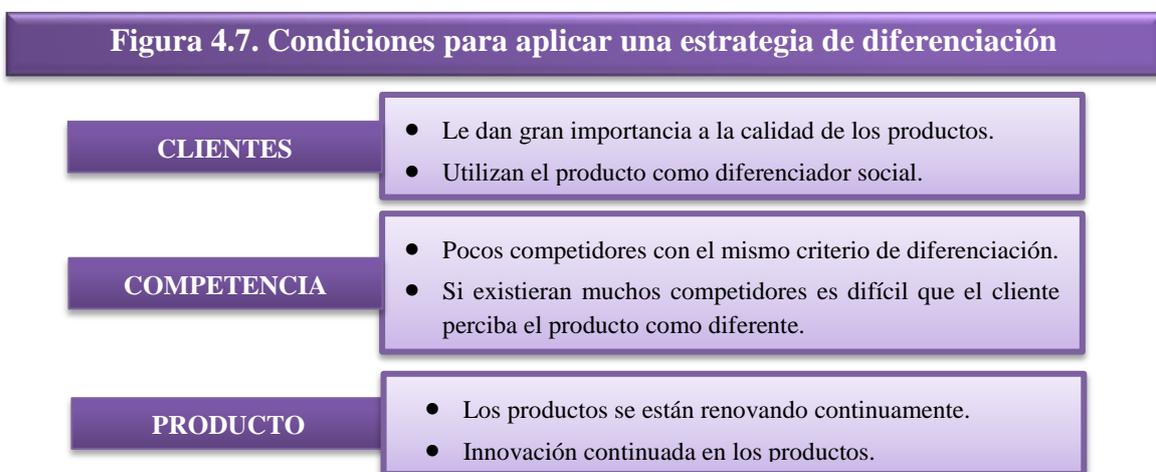 Figura 4.7. Condiciones para aplicar una estrategia de diferenciación
CLIENTES
• Le dan gran importancia a la calidad de los productos.
• Utilizan el producto como diferenciador social.
COMPETENCIA
• Pocos competidores con el mismo criterio de diferenciación.
• Si existieran muchos competidores es difícil que el cliente
perciba el producto como diferente.
PRODUCTO
• Los productos se están renovando continuamente.
• Innovación continuada en los productos.